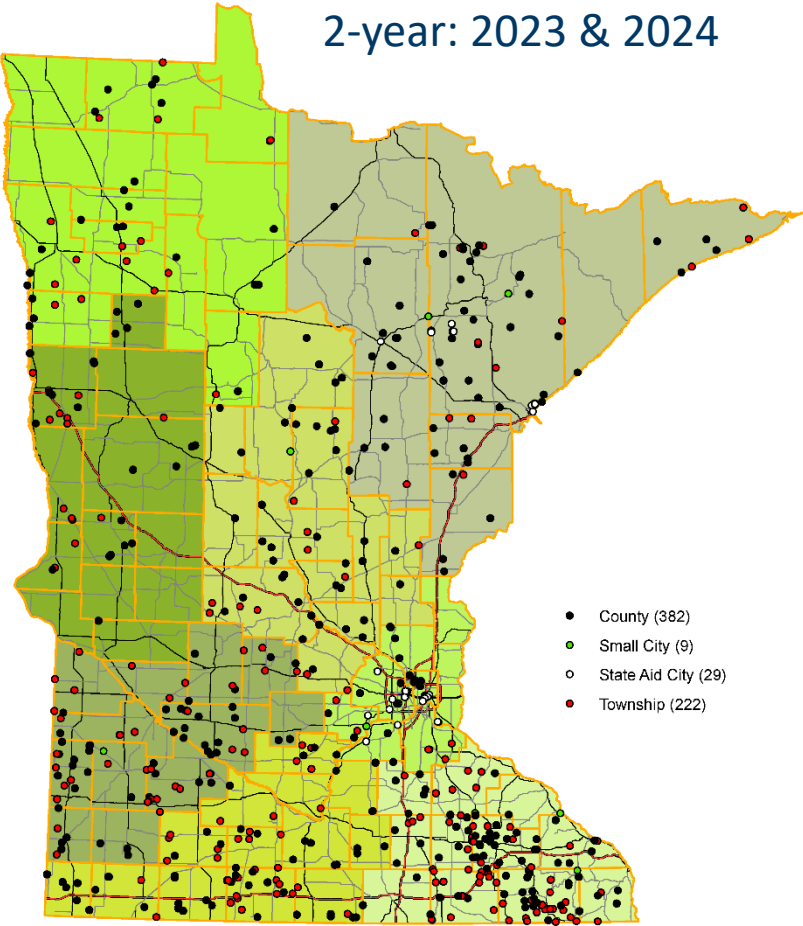 2-year: 2023 & 2024
County (382)
Small City (9)
State Aid City (29)
Township (222)